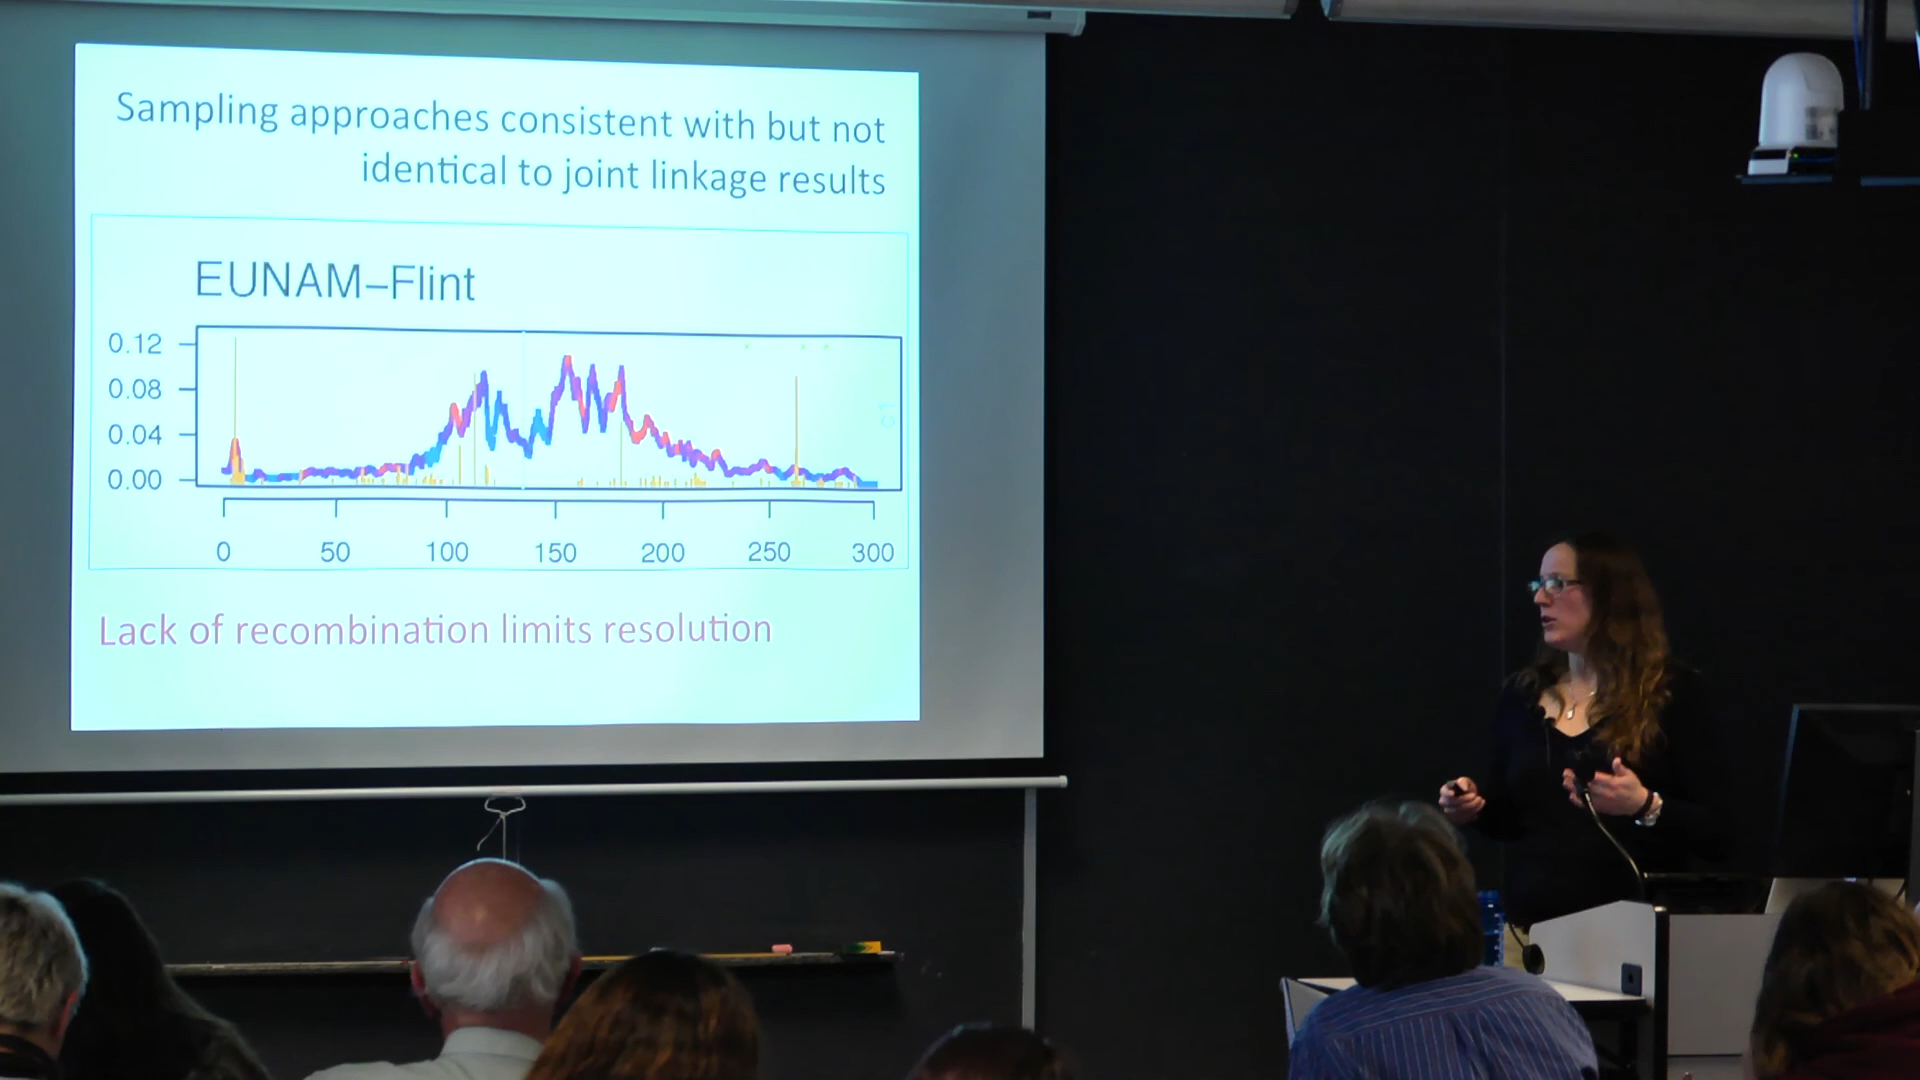 Sampling approaches consistent with but not
identical to joint linkage results
EUNAM–Flint
0.12
0.08
0.04
0.00
0 50 100 150 200 250 300
Lack of recombination limits resolution